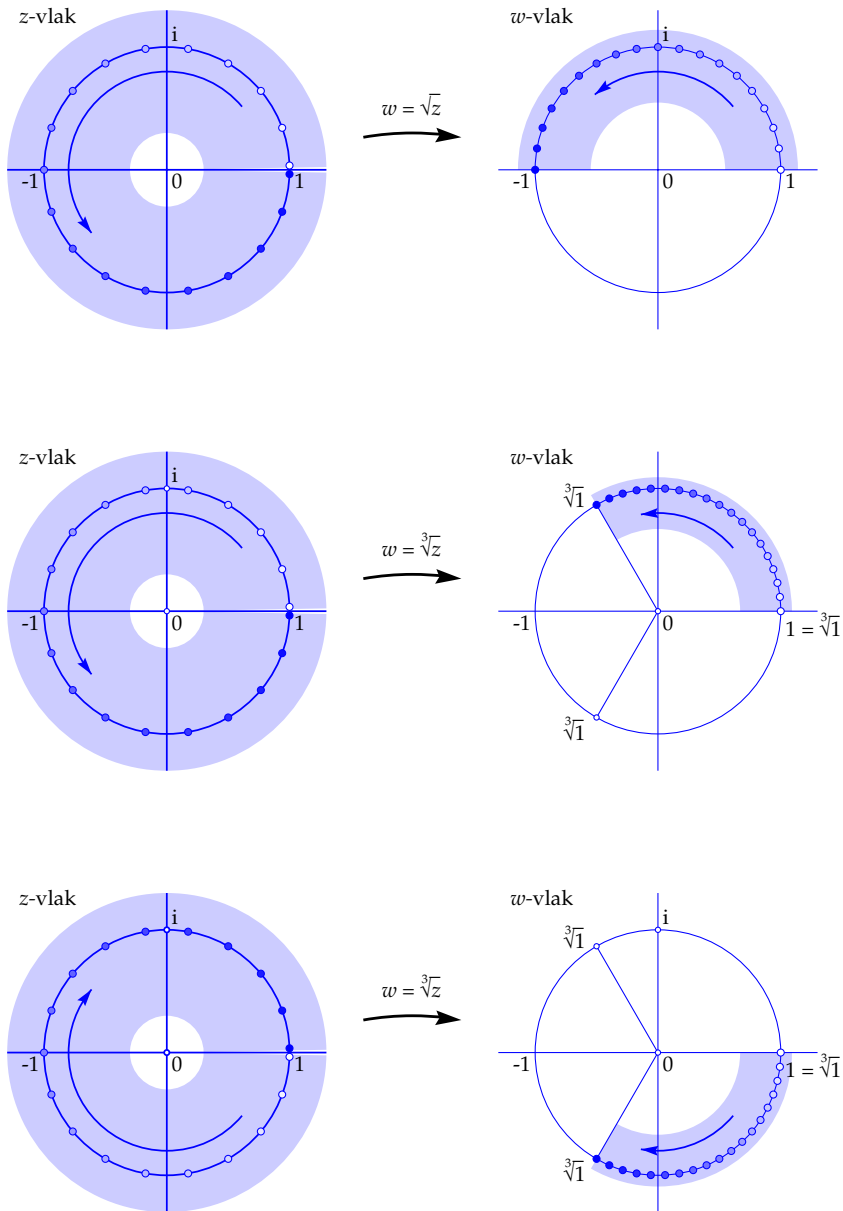 z-vlak
i
-1
0
1
w = √z
w-vlak
i
-1
0
1
z-vlak
i
-1
0
1
w = ∛z
w-vlak
∛1
-1
0
1 = ∛1
∛1
z-vlak
i
-1
0
1
w = ∛z
w-vlak
i
∛1
-1
0
1 = ∛1
∛1